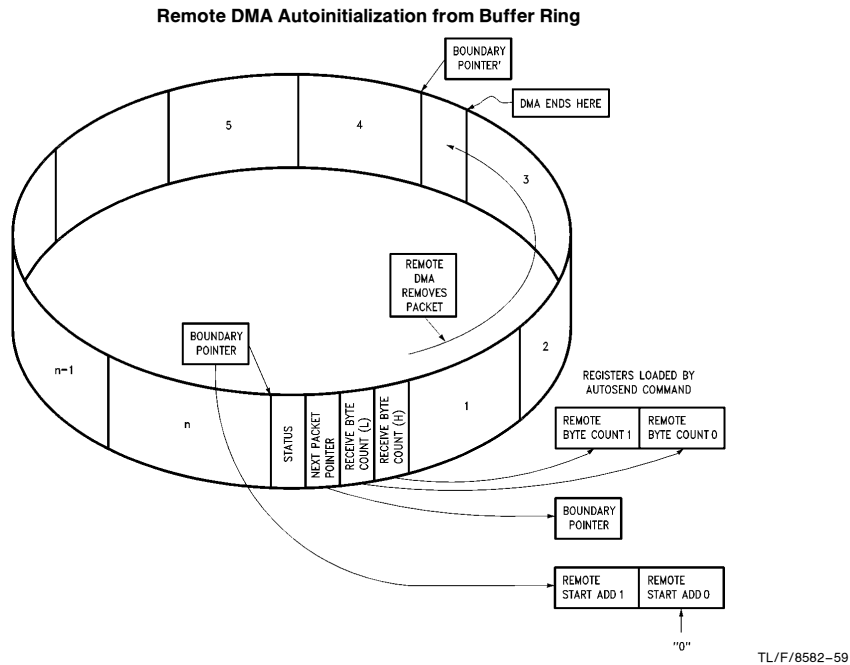 Remote DMA Autoinitialization from Buffer Ring
BOUNDARY
POINTER'
DMA ENDS HERE
5
4
3
REMOTE
DMA
REMOVES
PACKET
BOUNDARY
POINTER
2
n-1
n
STATUS
NEXT PACKET
POINTER
RECEIVE BYTE
COUNT (L)
RECEIVE BYTE
COUNT (H)
1
REGISTERS LOADED BY
AUTOSEND COMMAND
REMOTE
BYTE COUNT 1
REMOTE
BYTE COUNT 0
BOUNDARY
POINTER
REMOTE
START ADD 1
REMOTE
START ADD 0
"0"
TL/F/8582–59